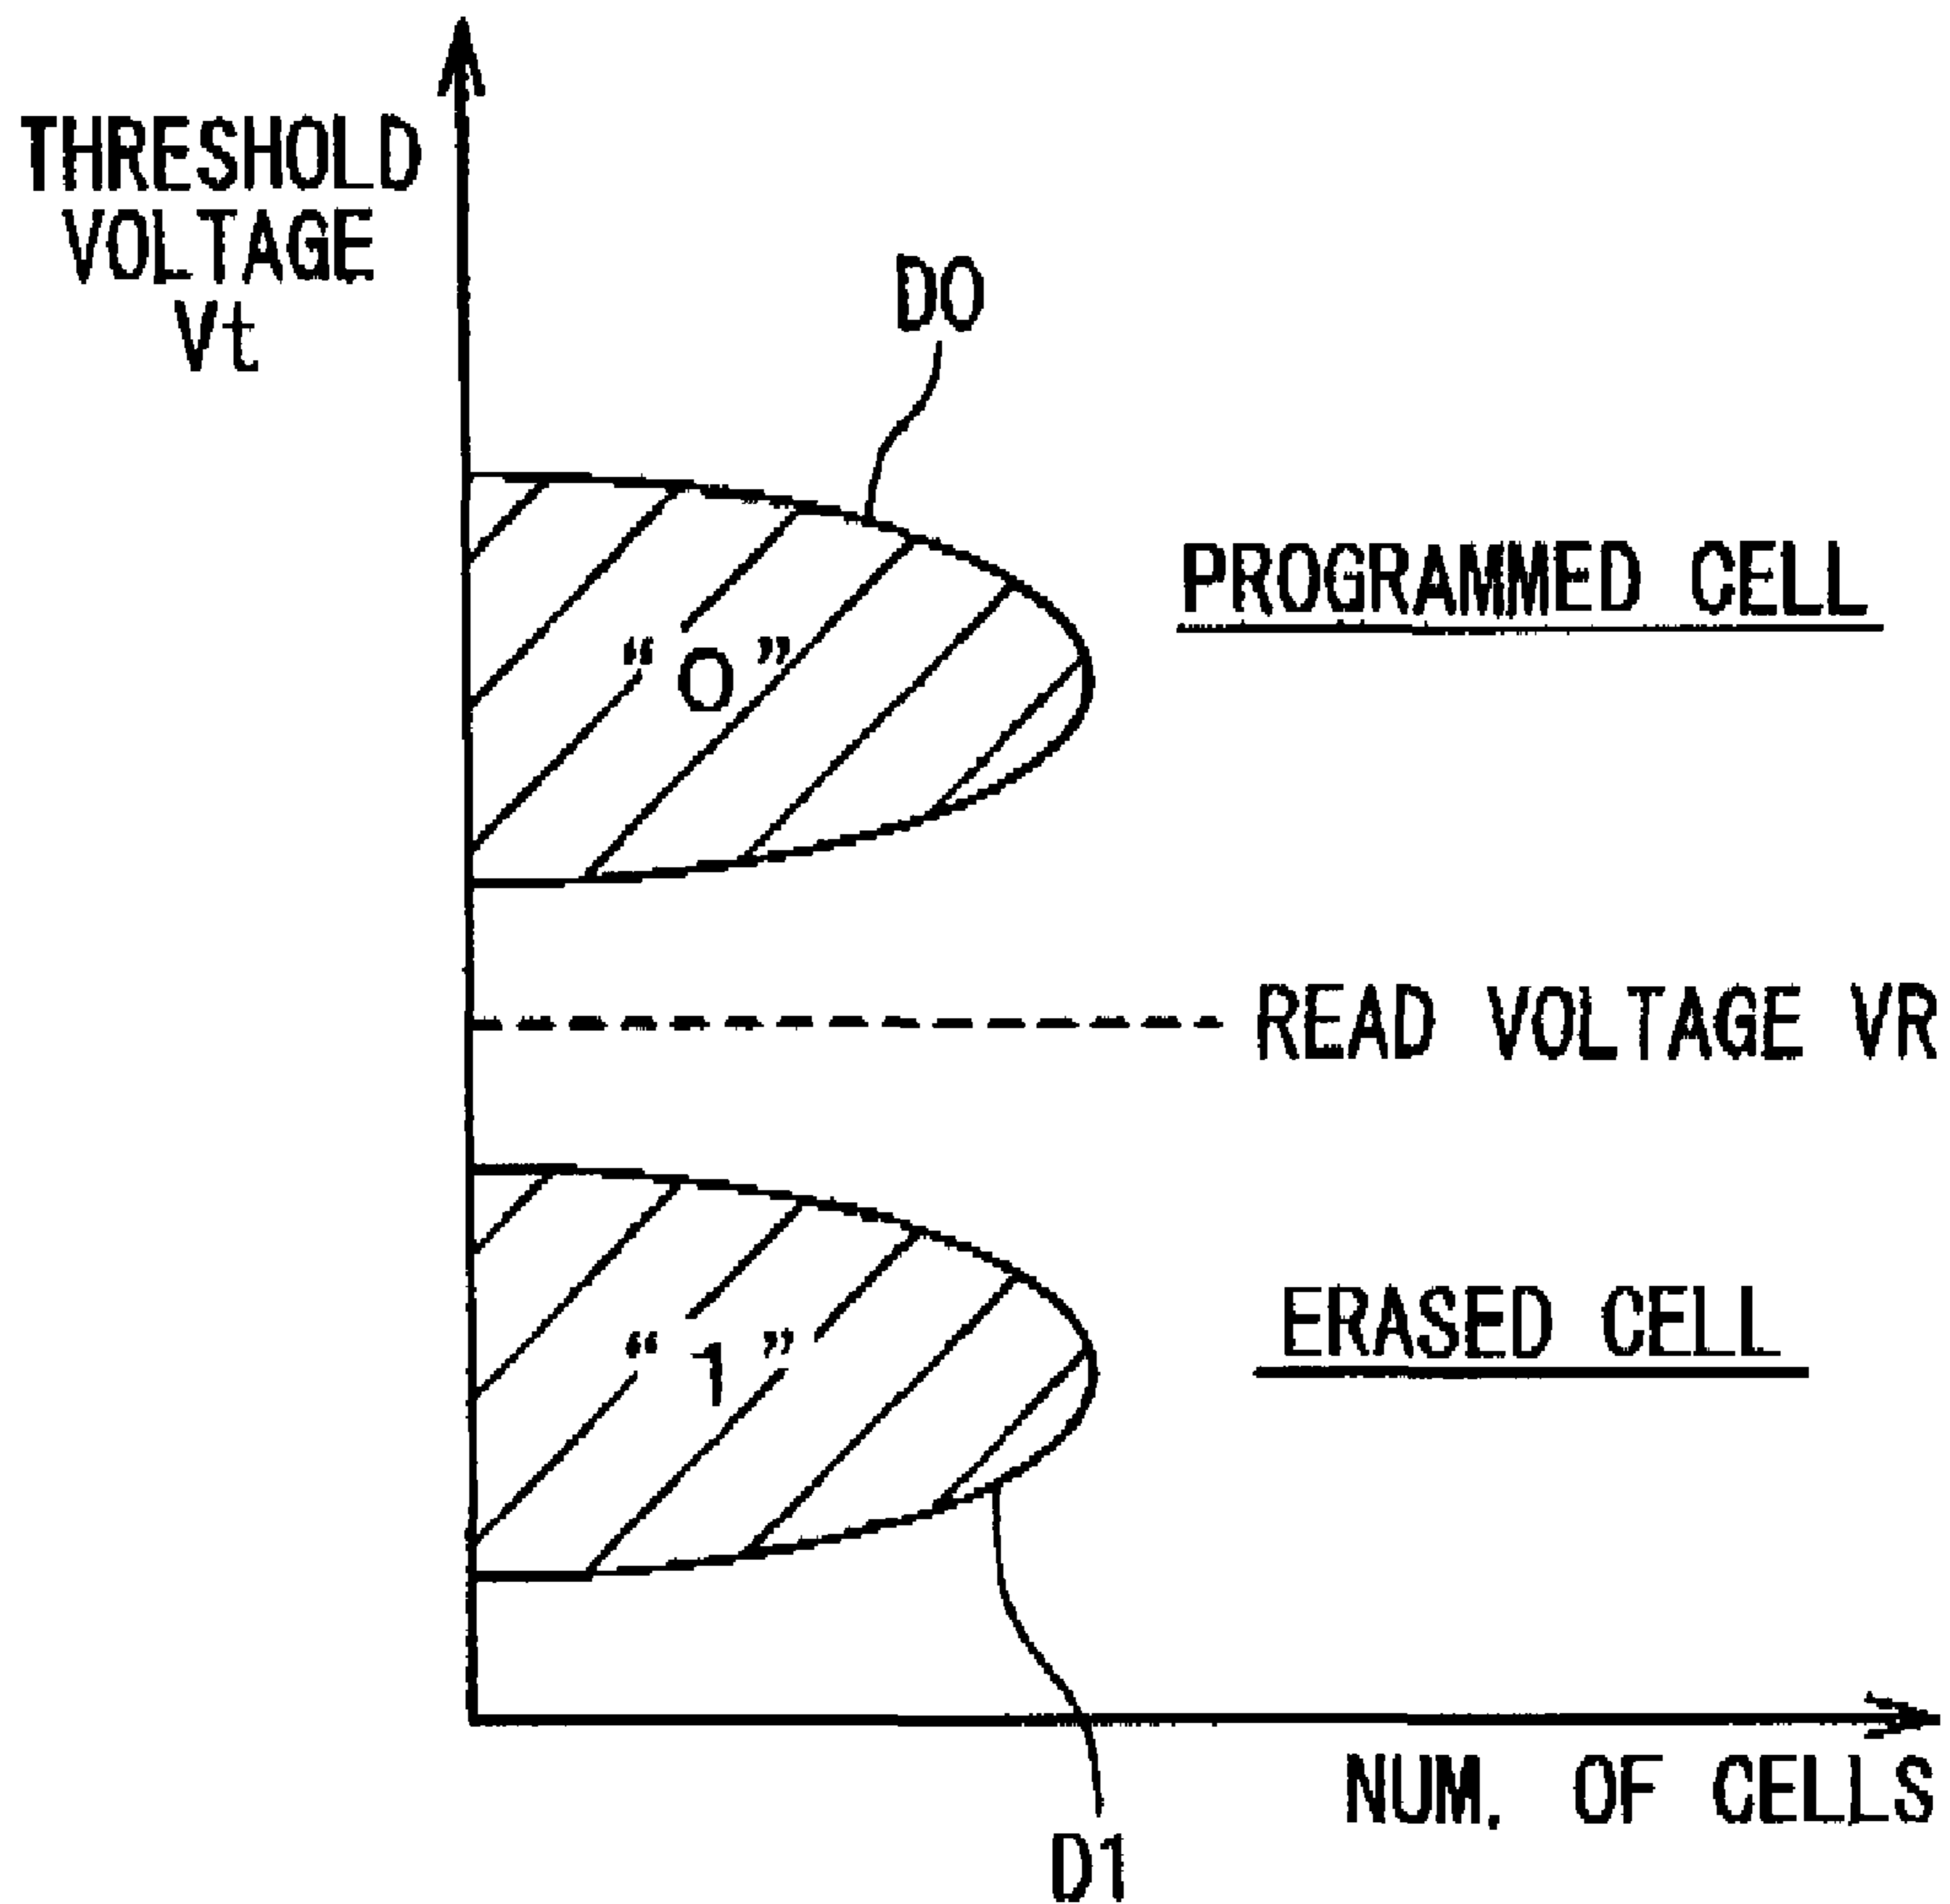 THRESHOLD
VOLTAGE
Vt
D0
PROGRAMMED CELL
“0”
READ VOLTAGE VR
ERASED CELL
“1”
NUM. OF CELLS
D1